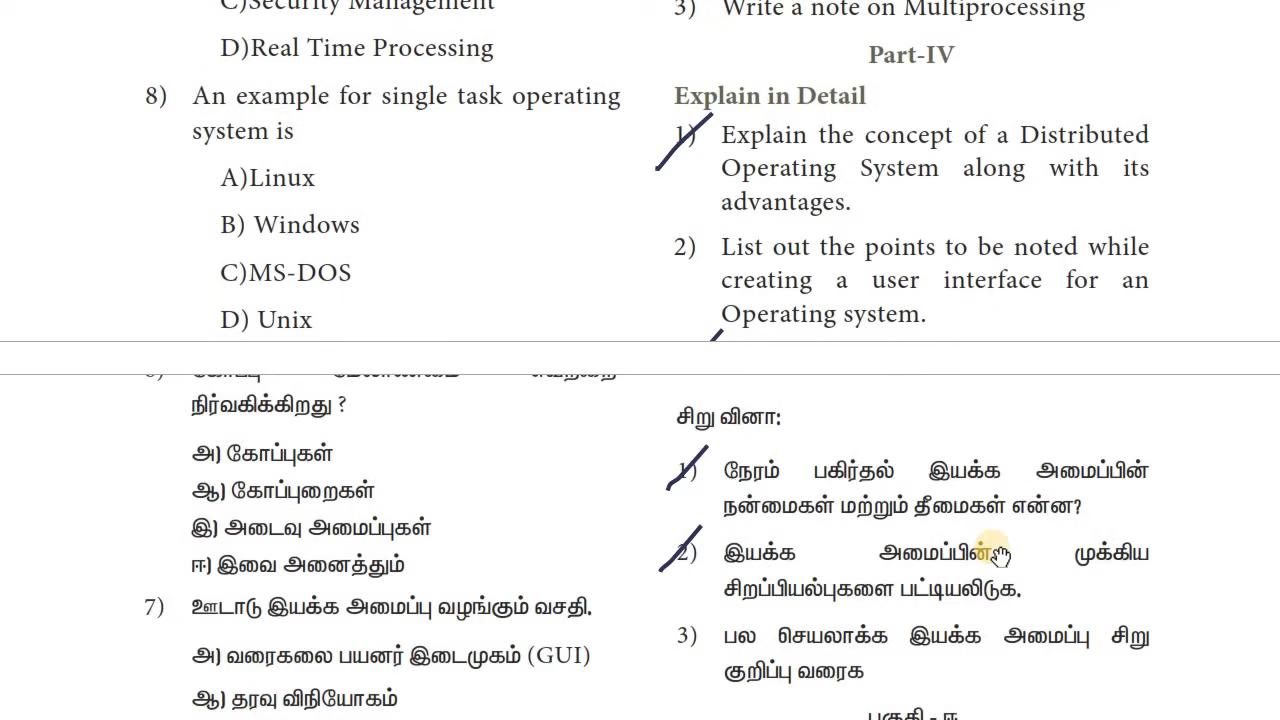 C)Security Management
D)Real Time Processing
8) An example for single task operating
system is
A)Linux
B) Windows
C)MS-DOS
D) Unix
3) Write a note on Multiprocessing
Part-IV
Explain in Detail
1) Explain the concept of a Distributed
Operating System along with its
advantages.
2) List out the points to be noted while
creating a user interface for an
Operating system.
நிர்வகிக்கிறது ?
அ) கோப்புகள்
ஆ) கோப்புறைகள்
இ) அடைவு அமைப்புகள்
ஈ) இவை அனைத்தும்
7) ஊடாடு இயக்க அமைப்பு வழங்கும் வசதி.
அ) வரைகலை பயனர் இடைமுகம் (GUI)
ஆ) தரவு விநியோகம்
சிறு வினா:
1) நேரம் பகிர்தல் இயக்க அமைப்பின்
நன்மைகள் மற்றும் தீமைகள் என்ன?
2) இயக்க அமைப்பின் முக்கிய
சிறப்பியல்புகளை பட்டியலிடுக.
3) பல செயலாக்க இயக்க அமைப்பு சிறு
குறிப்பு வரைக
பகுதி - ஈ